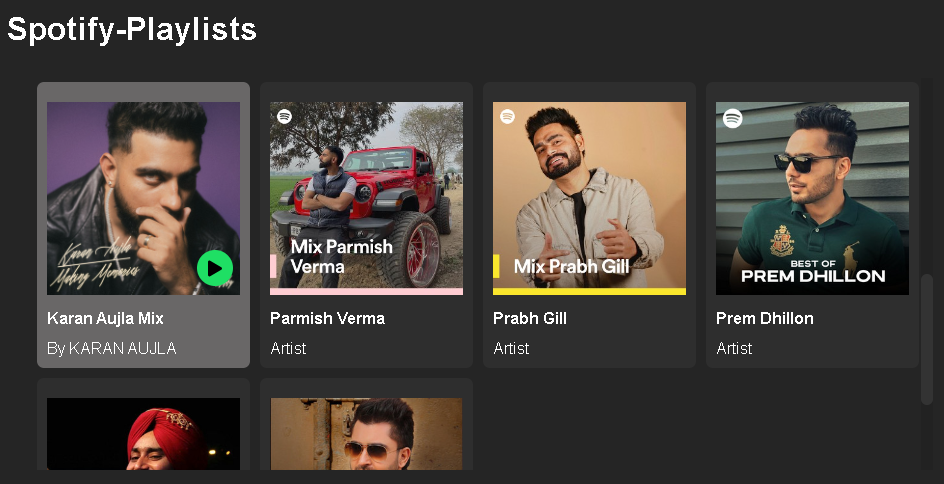 Spotify-Playlists
Karan Aujla
Making Memories
Mix Parmish
Verma
Mix Prabh Gill
BEST OF
PREM DHILLON
Karan Aujla Mix
Parmish Verma
Prabh Gill
Prem Dhillon
By KARAN AUJLA
Artist
Artist
Artist